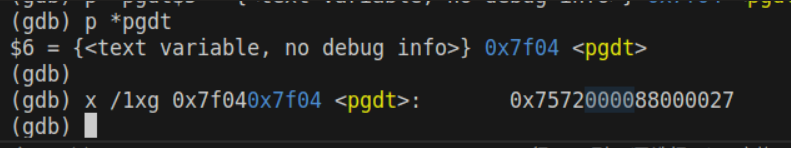 (gdb) p *pgdt
$6 = {<text variable, no debug info>} 0x7f04 <pgdt>
(gdb)
(gdb) x /1xg 0x7f040x7f04 <pgdt>: 0x7572000088000027
(gdb)